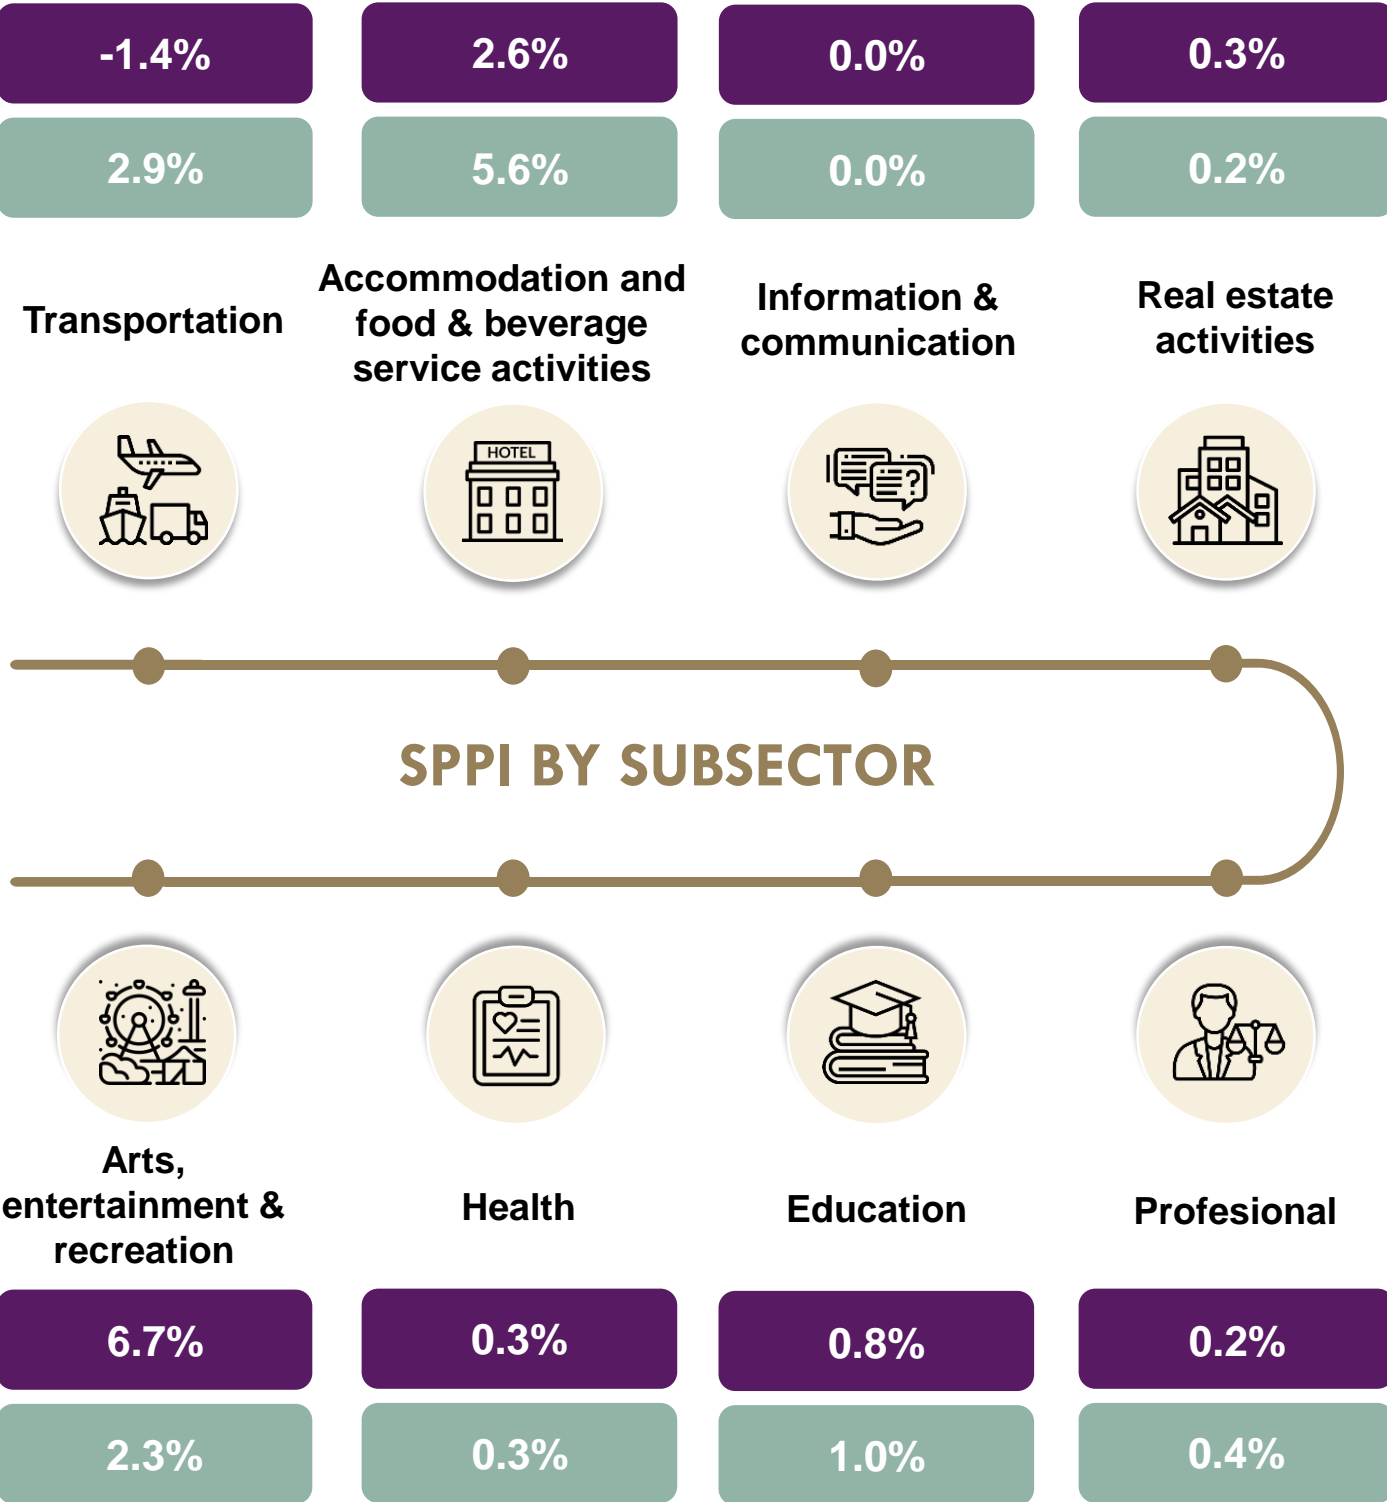 -1.4%
2.6%
0.0%
0.3%
2.9%
5.6%
0.0%
0.2%
Transportation
Accommodation and
food & beverage
service activities
Information &
communication
Real estate
activities
HOTEL
?
SPPI BY SUBSECTOR
Arts,
entertainment &
recreation
Health
Education
Profesional
6.7%
0.3%
0.8%
0.2%
2.3%
0.3%
1.0%
0.4%